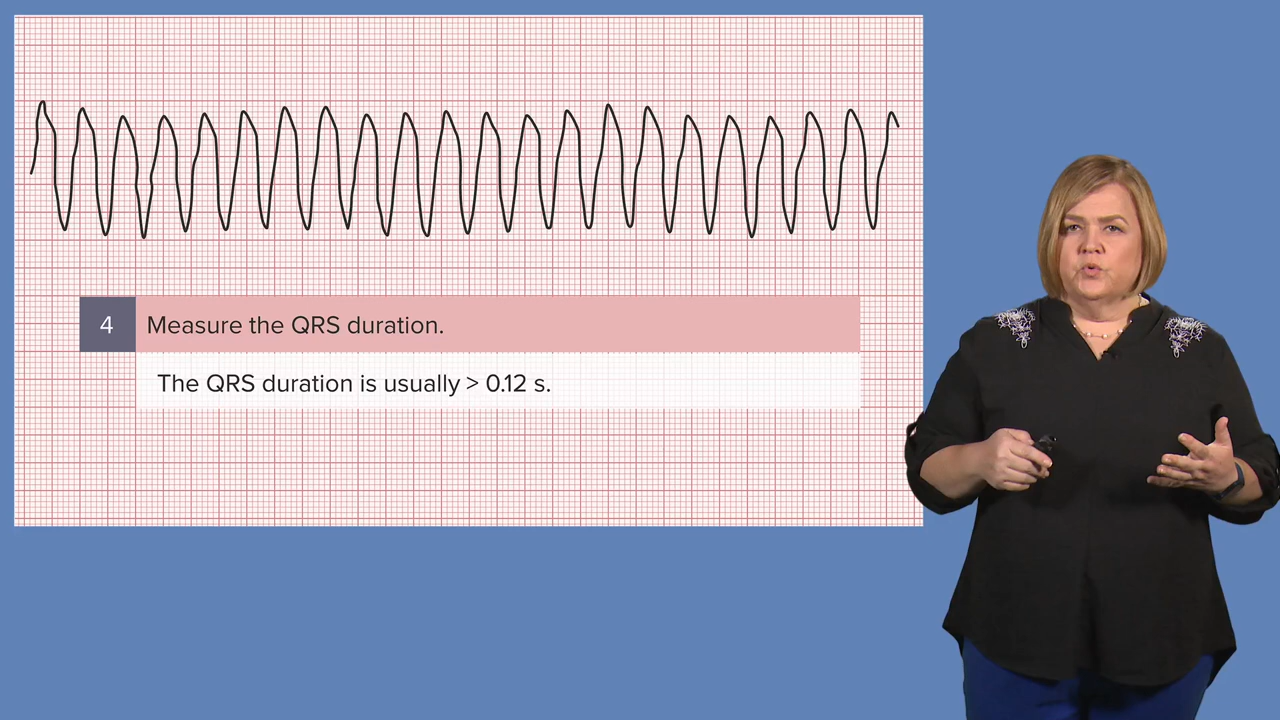 4 Measure the QRS duration.
The QRS duration is usually > 0.12 s.